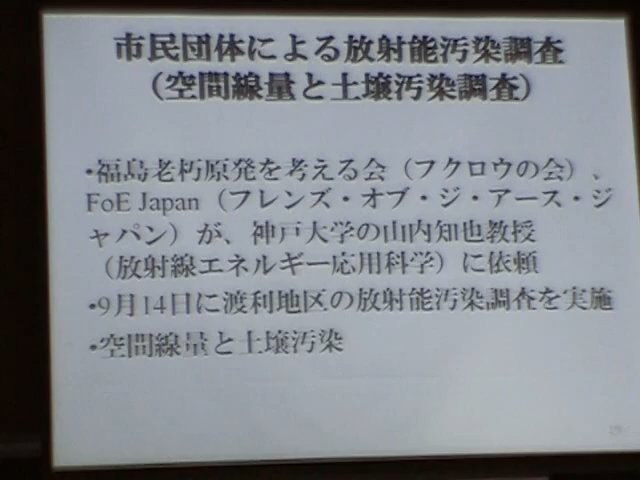 市民団体による放射能汚染調査
（空間線量と土壌汚染調査）
・福島老朽原発を考える会（フクロウの会）、
FoE Japan（フレンズ・オブ・ジ・アース・ジ
ャパン）が、神戸大学の山内知也教授
（放射線エネルギー応用科学）に依頼
・9月14日に渡利地区の放射能汚染調査を実施
・空間線量と土壌汚染